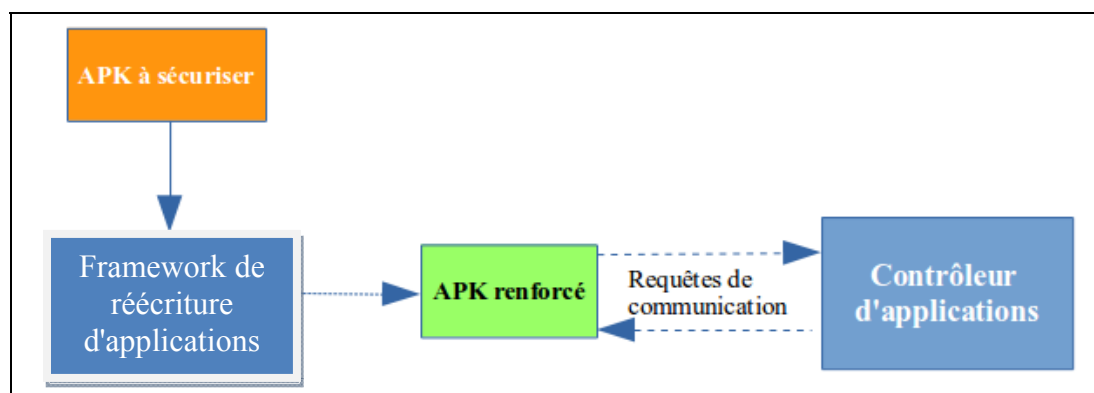 APK à sécuriser
Framework de
réécriture
d'applications
APK renforcé
Requêtes de
communication
Contrôleur
d'applications